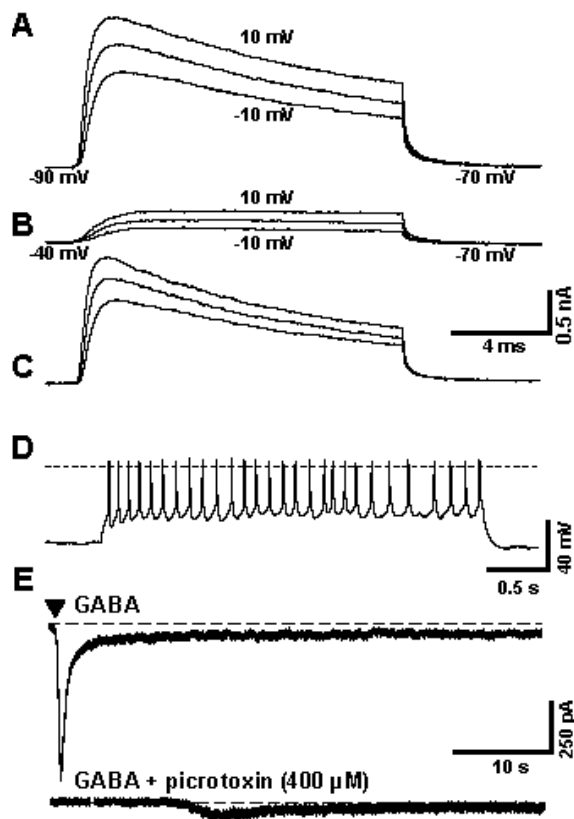 A
10 mV
-10 mV
-90 mV
-70 mV
B
10 mV
-40 mV
-10 mV
-70 mV
0.5 nA
4 ms
C
D
40 mV
0.5 s
E
GABA
250 pA
10 s
GABA + picrotoxin (400 µM)